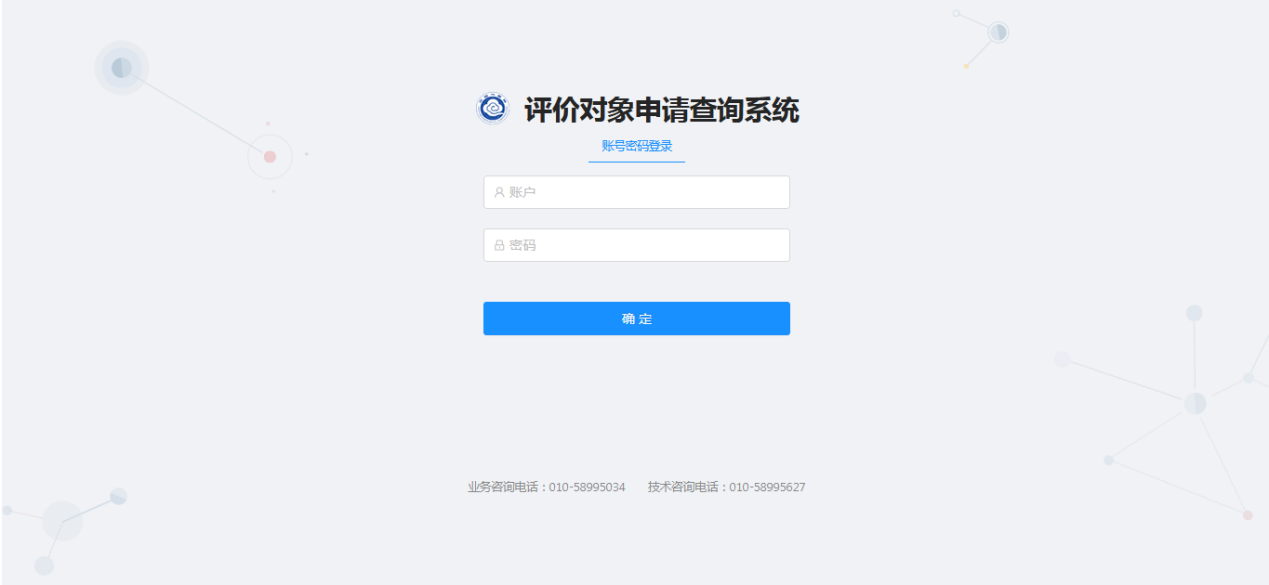 评价对象申请查询系统
账号密码登录
账户
密码
确 定
业务咨询电话：010-58995034 技术咨询电话：010-58995627